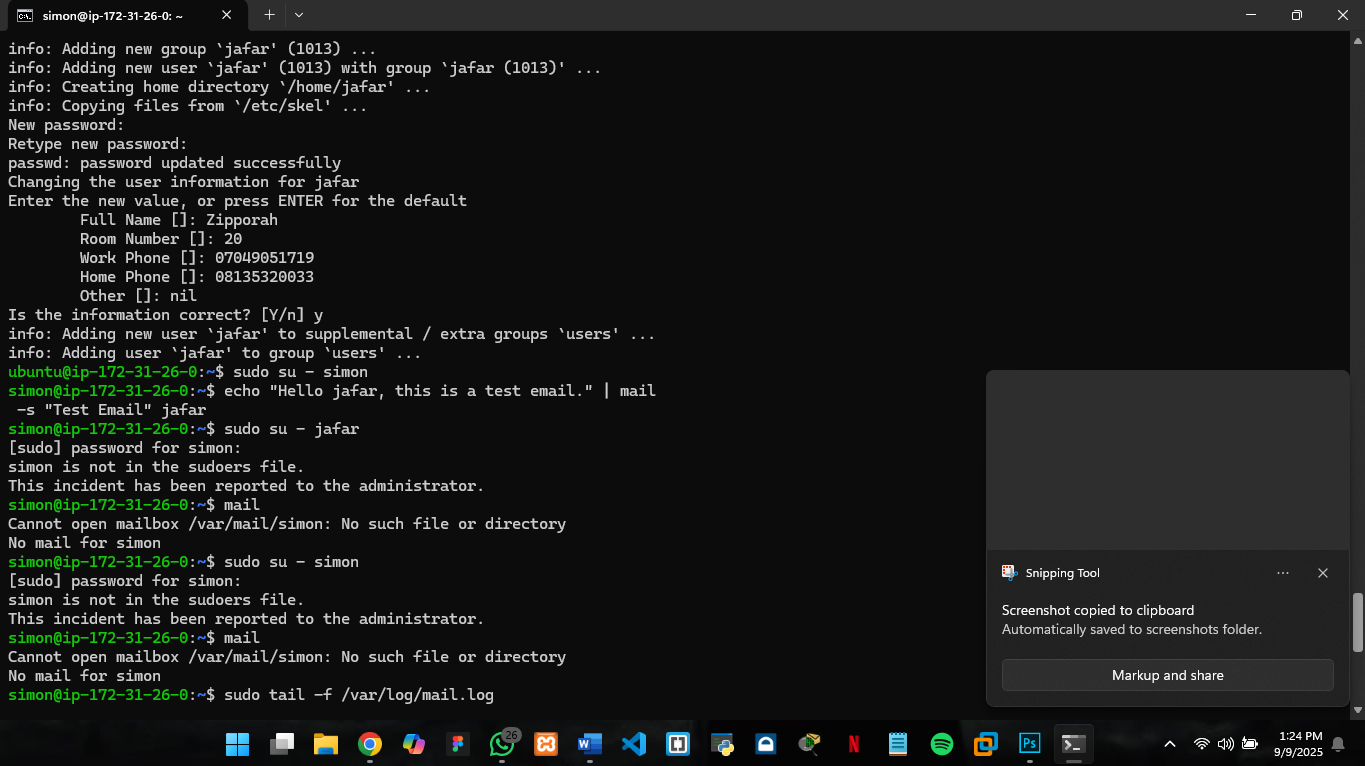 simon@ip-172-31-26-0: ~
info: Adding new group `jafar' (1013) ...
info: Adding new user `jafar' (1013) with group `jafar (1013)' ...
info: Creating home directory `/home/jafar' ...
info: Copying files from `/etc/skel' ...
New password:
Retype new password:
passwd: password updated successfully
Changing the user information for jafar
Enter the new value, or press ENTER for the default
Full Name []: Zipporah
Room Number []: 20
Work Phone []: 07049051719
Home Phone []: 08135320033
Other []: nil
Is the information correct? [Y/n] y
info: Adding new user `jafar' to supplemental / extra groups `users' ...
info: Adding user `jafar' to group `users' ...
ubuntu@ip-172-31-26-0:~$ sudo su - simon
simon@ip-172-31-26-0:~$ echo "Hello jafar, this is a test email." | mail
-s "Test Email" jafar
simon@ip-172-31-26-0:~$ sudo su - jafar
[sudo] password for simon:
simon is not in the sudoers file.
This incident has been reported to the administrator.
simon@ip-172-31-26-0:~$ mail
Cannot open mailbox /var/mail/simon: No such file or directory
No mail for simon
simon@ip-172-31-26-0:~$ sudo su - simon
[sudo] password for simon:
simon is not in the sudoers file.
This incident has been reported to the administrator.
simon@ip-172-31-26-0:~$ mail
Cannot open mailbox /var/mail/simon: No such file or directory
No mail for simon
simon@ip-172-31-26-0:~$ sudo tail -f /var/log/mail.log
Snipping Tool
Screenshot copied to clipboard
Automatically saved to screenshots folder.
Markup and share
26
W
N
Ps
1:24 PM
9/9/2025